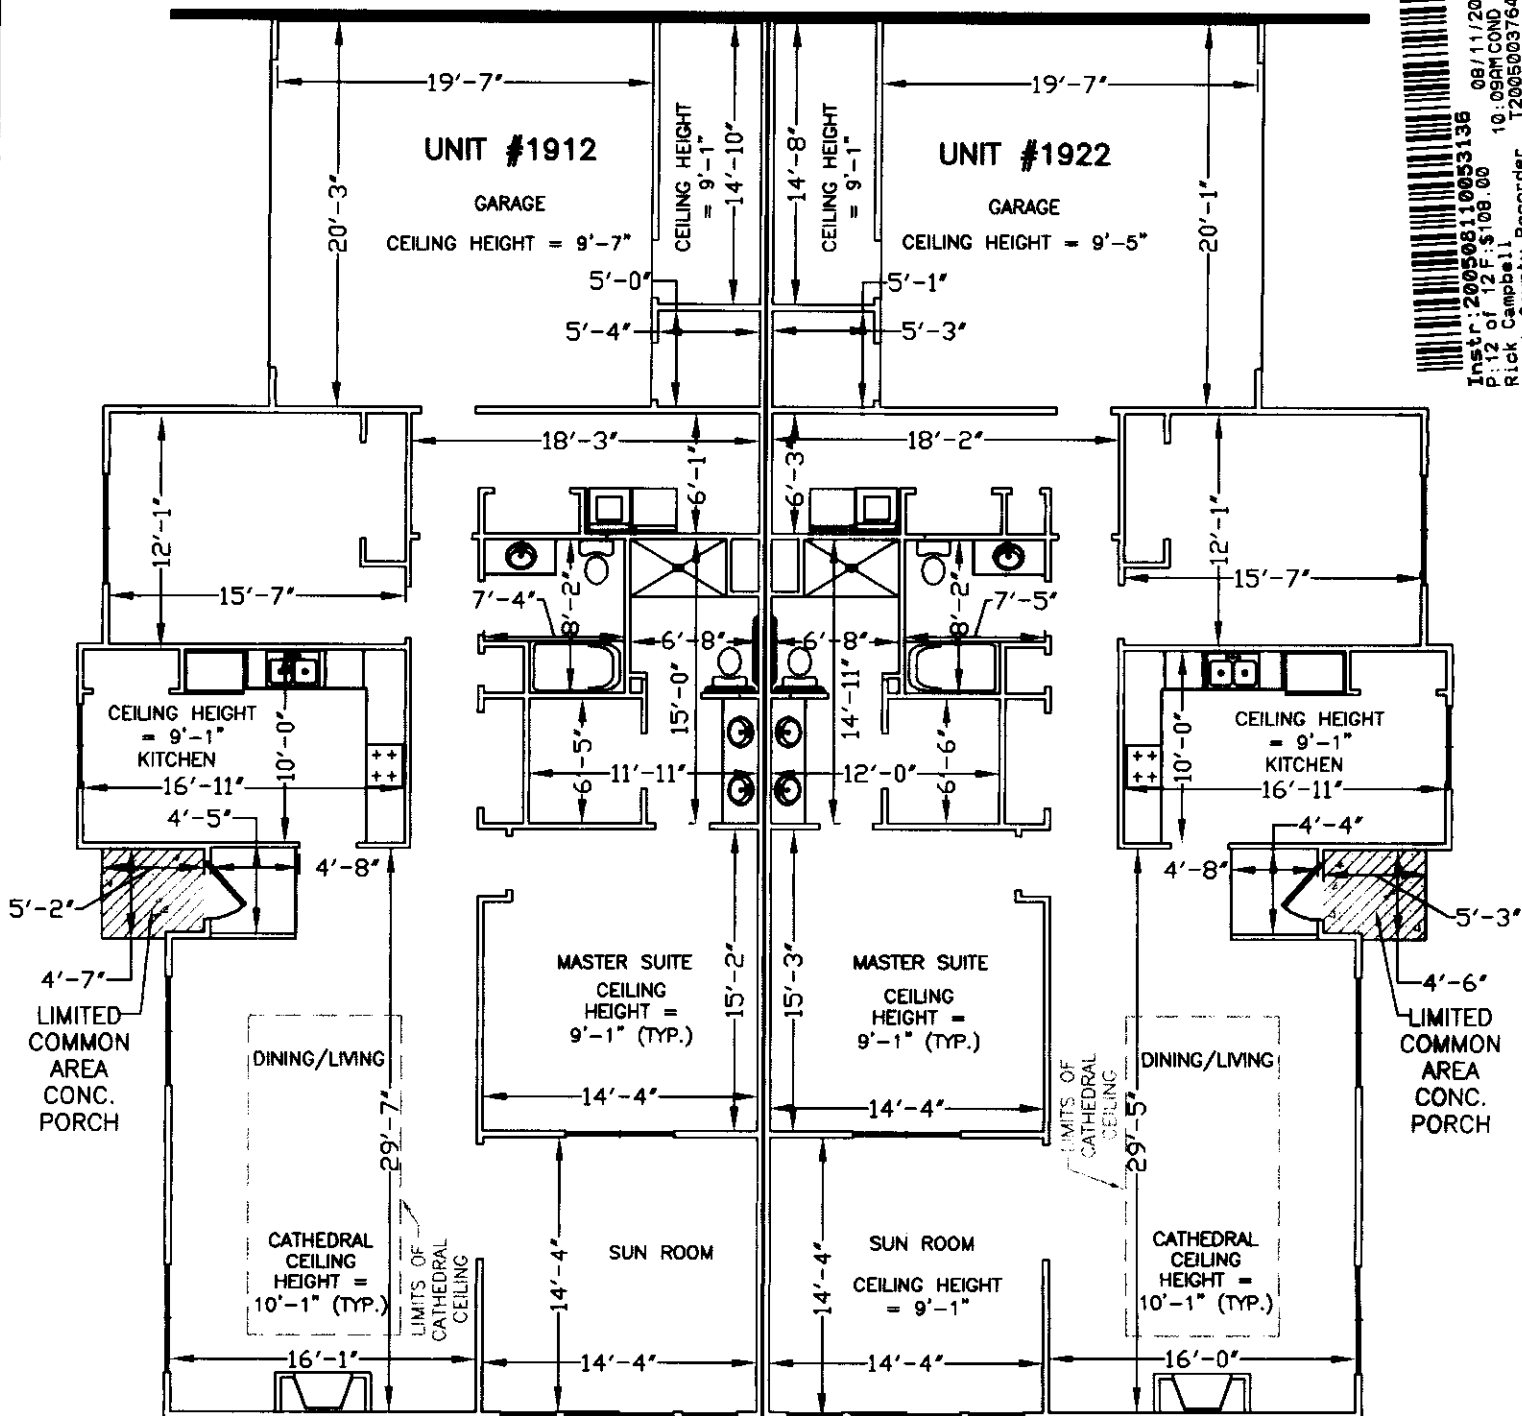 19'-7"
19'-7"
UNIT #1912
UNIT #1922
GARAGE
GARAGE
CEILING HEIGHT = 9'-7"
CEILING HEIGHT = 9'-5"
20'-3"
CEILING HEIGHT
= 9'-1"
14'-10"
14'-8"
CEILING HEIGHT
= 9'-1"
20'-1"
Instr:200508110053136
08/11/20
P:12 of 12 F:$108.00
10:09AM COND
Rick Campbell
T2005003764
County Recorder
5'-0"
5'-1"
5'-4"
5'-3"
18'-3"
18'-2"
6'-1"
6'-3"
12'-1"
12'-1"
15'-7"
15'-7"
7'-4"
8'-2"
8'-2"
7'-5"
6'-8"
6'-8"
15'-0"
14'-11"
CEILING HEIGHT
= 9'-1"
KITCHEN
CEILING HEIGHT
= 9'-1"
KITCHEN
10'-0"
10'-0"
16'-11"
16'-11"
6'-5"
6'-6"
11'-11"
12'-0"
4'-5"
4'-4"
4'-8"
4'-8"
5'-2"
5'-3"
4'-7"
4'-6"
LIMITED
COMMON
AREA
CONC.
PORCH
LIMITED
COMMON
AREA
CONC.
PORCH
MASTER SUITE
CEILING
HEIGHT =
9'-1" (TYP.)
15'-2"
15'-3"
MASTER SUITE
CEILING
HEIGHT =
9'-1" (TYP.)
DINING/LIVING
DINING/LIVING
14'-4"
14'-4"
29'-7"
29'-5"
LIMITS OF
CATHEDRAL
CEILING
CATHEDRAL
CEILING
HEIGHT =
10'-1" (TYP.)
LIMITS OF
CATHEDRAL
CEILING
14'-4"
SUN ROOM
14'-4"
SUN ROOM
CEILING HEIGHT
= 9'-1"
CATHEDRAL
CEILING
HEIGHT =
10'-1" (TYP.)
16'-1"
14'-4"
14'-4"
16'-0"